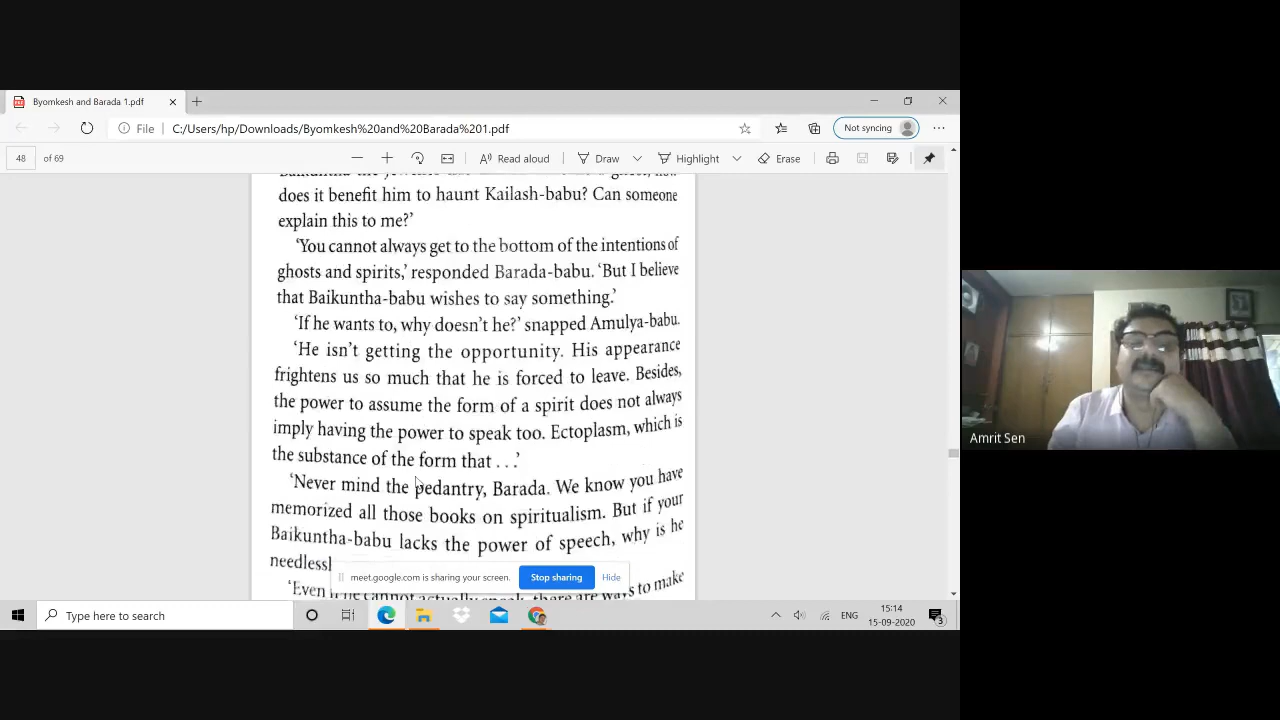 Byomkesh and Barada 1.pdf
File
C:/Users/hp/Downloads/Byomkesh%20and%20Barada%201.pdf
Not syncing
48 of 69
Read aloud
Draw
Highlight
Erase
does it benefit him to haunt Kailash-babu? Can someone
explain this to me?’
‘You cannot always get to the bottom of the intentions of
ghosts and spirits,’ responded Barada-babu. ‘But I believe
that Baikuntha-babu wishes to say something.’
‘If he wants to, why doesn’t he?’ snapped Amulya-babu.
‘He isn’t getting the opportunity. His appearance
frightens us so much that he is forced to leave. Besides,
the power to assume the form of a spirit does not always
imply having the power to speak too. Ectoplasm, which is
the substance of the form that . . .’
‘Never mind the pedantry, Barada. We know you have
memorized all those books on spiritualism. But if your
Baikuntha-babu lacks the power of speech, why is he
meet.google.com is sharing your screen.
Stop sharing
Hide
Amrit Sen
Type here to search
ENG
15:14
15-09-2020
3